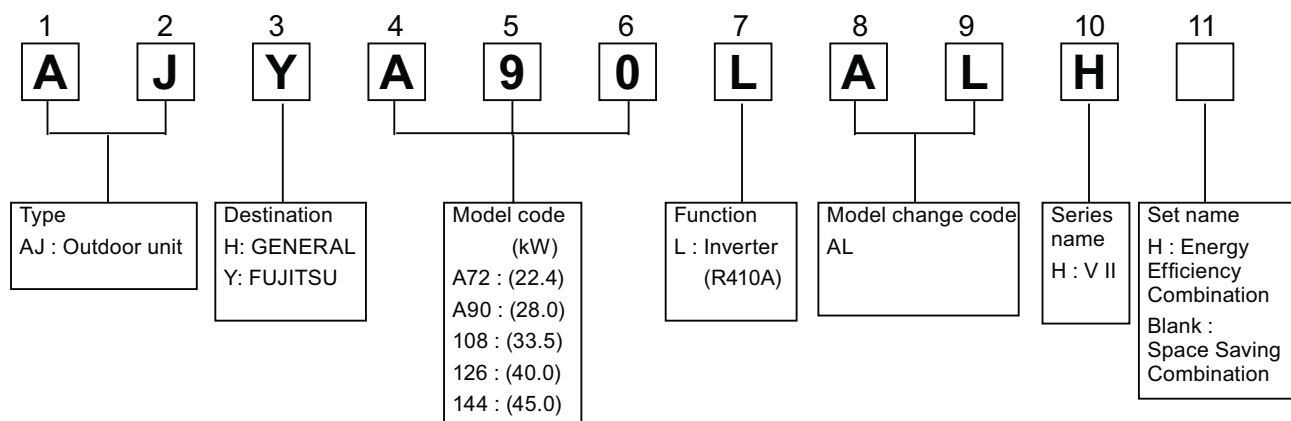 1 2 3 4 5 6 7 8 9 10 11
A J Y A 9 0 L A L H
Type
AJ : Outdoor unit
Destination
H: GENERAL
Y: FUJITSU
Model code
(kW)
A72 : (22.4)
A90 : (28.0)
108 : (33.5)
126 : (40.0)
144 : (45.0)
Function
L : Inverter
(R410A)
Model change code
AL
Series
name
H : V II
Set name
H : Energy
Efficiency
Combination
Blank :
Space Saving
Combination